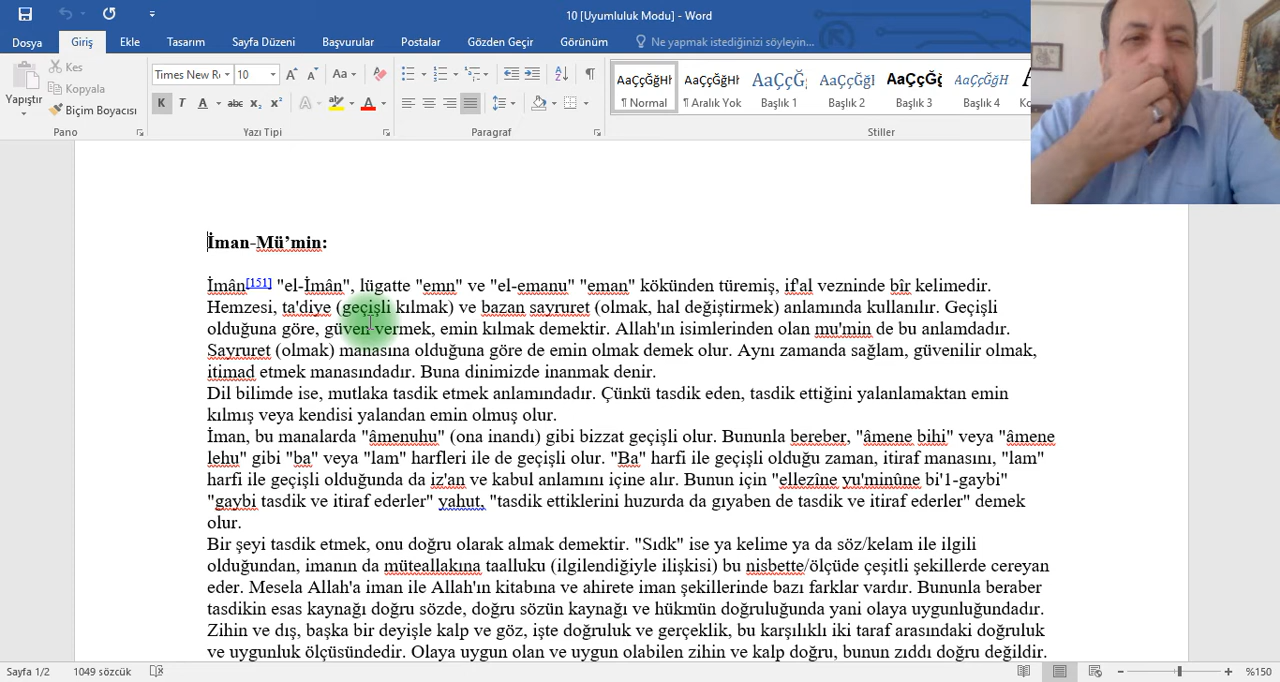 10 [Uyumluluk Modu] - Word
Dosya Giriş Ekle Tasarım Sayfa Düzeni Başvurular Postalar Gözden Geçir Görünüm Ne yapmak istediğinizi söyleyin...
Yapıştır
Kes
Kopyala
Biçim Boyacısı
Pano
Times New R 10
K T A abc x₂ x²
Yazı Tipi
Paragraf
AaÇçĞğHł AaÇçĞğHł AaÇçĞğ AaÇçĞğI AaÇçĞğ AaÇçĞğH
¶ Normal ¶ Aralık Yok Başlık 1 Başlık 2 Başlık 3 Başlık 4
Stiller
İman-Mü’min:
İmân[151] "el-İmân", lügatte "emn" ve "el-emanu" "eman" kökünden türemiş, if'al vezninde bîr kelimedir.
Hemzesi, ta'diye (geçişli kılmak) ve bazan sayruret (olmak, hal değiştirmek) anlamında kullanılır. Geçişli
olduğuna göre, güven vermek, emin kılmak demektir. Allah'ın isimlerinden olan mu'min de bu anlamdadır.
Sayruret (olmak) manasına olduğuna göre de emin olmak demek olur. Aynı zamanda sağlam, güvenilir olmak,
itimad etmek manasındadır. Buna dinimizde inanmak denir.
Dil bilimde ise, mutlaka tasdik etmek anlamındadır. Çünkü tasdik eden, tasdik ettiğini yalanlamaktan emin
kılmış veya kendisi yalandan emin olmuş olur.
İman, bu manalarda "âmenuhu" (ona inandı) gibi bizzat geçişli olur. Bununla bereber, "âmene bihi" veya "âmene
lehu" gibi "ba" veya "lam" harfleri ile de geçişli olur. "Ba" harfi ile geçişli olduğu zaman, itiraf manasını, "lam"
harfi ile geçişli olduğunda da iz'an ve kabul anlamını içine alır. Bunun için "ellezîne yu'minûne bi'1-gaybi"
"gaybi tasdik ve itiraf ederler" yahut, "tasdik ettiklerini huzurda da gıyaben de tasdik ve itiraf ederler" demek
olur.
Bir şeyi tasdik etmek, onu doğru olarak almak demektir. "Sıdk" ise ya kelime ya da söz/kelam ile ilgili
olduğundan, imanın da müteallakına taalluku (ilgilendiğiyle ilişkisi) bu nisbette/ölçüde çeşitli şekillerde cereyan
eder. Mesela Allah'a iman ile Allah'ın kitabına ve ahirete iman şekillerinde bazı farklar vardır. Bununla beraber
tasdikin esas kaynağı doğru sözde, doğru sözün kaynağı ve hükmün doğruluğunda yani olaya uygunluğundadır.
Zihin ve dış, başka bir deyişle kalp ve göz, işte doğruluk ve gerçeklik, bu karşılıklı iki taraf arasındaki doğruluk
ve uygunluk ölçüsündedir. Olaya uygun olan ve uygun olabilen zihin ve kalp doğru, bunun zıddı doğru değildir.
Sayfa 1/2 1049 sözcük %150